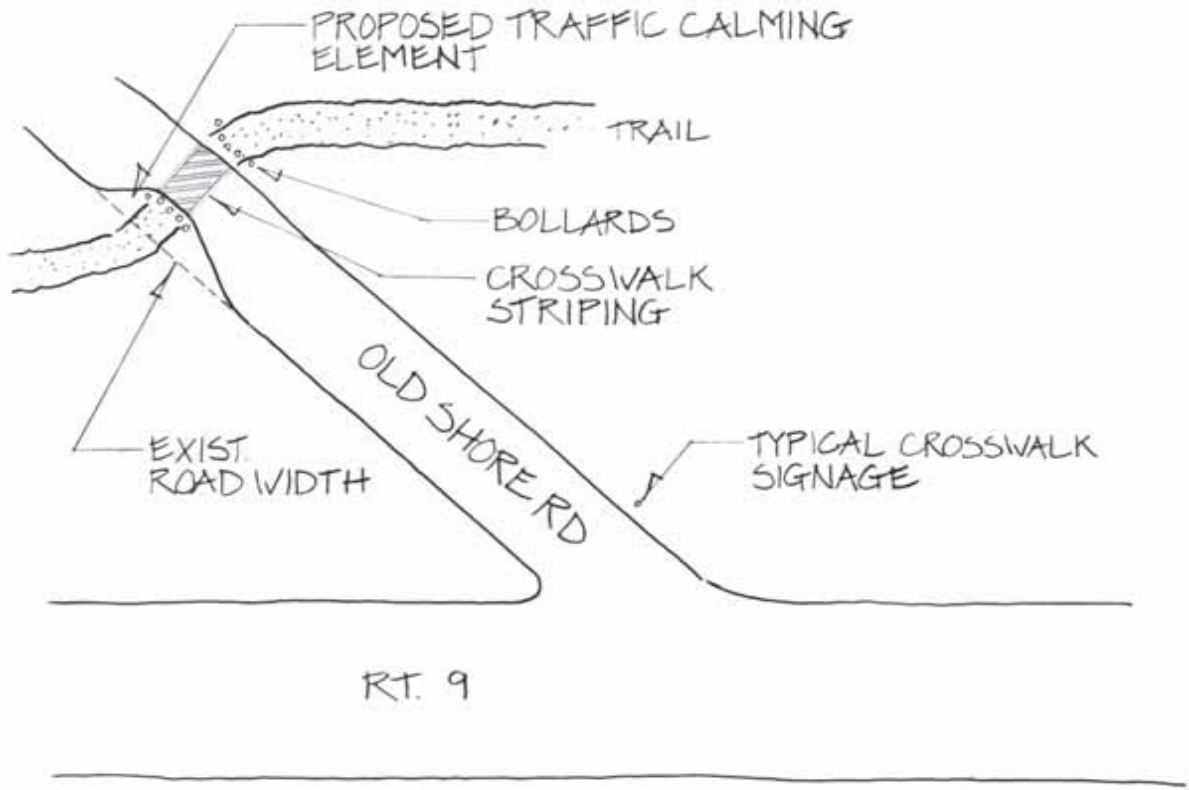 PROPOSED TRAFFIC CALMING
ELEMENT
TRAIL
BOLLARDS
CROSSWALK
STRIPING
OLD SHORE RD
EXIST.
ROAD WIDTH
TYPICAL CROSSWALK
SIGNAGE
RT. 9